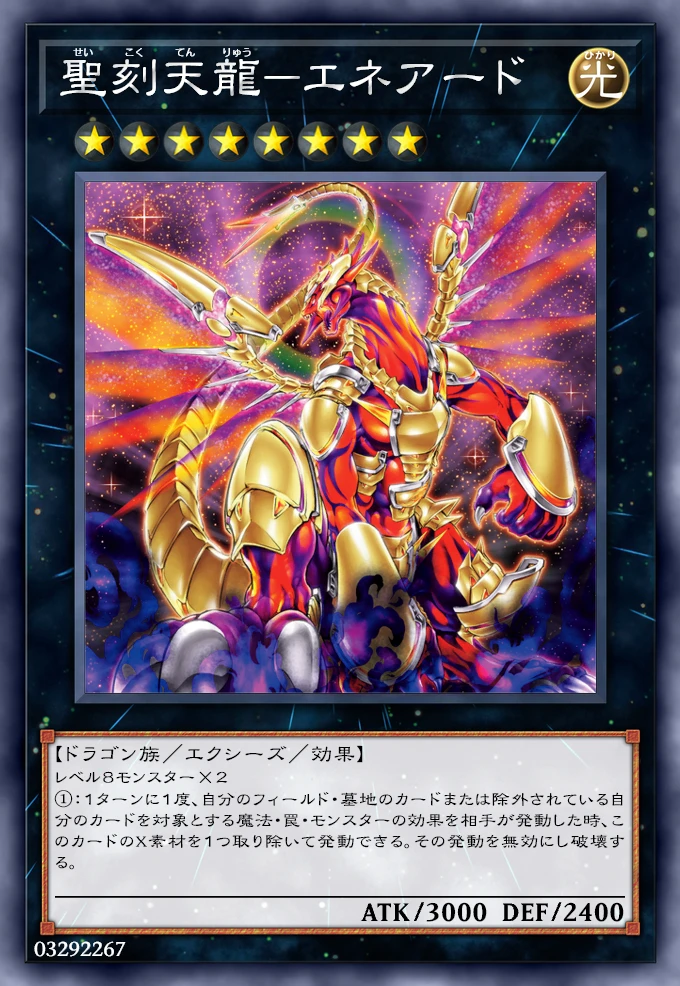 せい こく てん りゅう
聖刻天龍－エネアード
ひかり
光
【ドラゴン族／エクシーズ／効果】
レベル８モンスター×２
①：１ターンに１度、自分のフィールド・墓地のカードまたは除外されている自
分のカードを対象とする魔法・罠・モンスターの効果を相手が発動した時、こ
のカードのX素材を１つ取り除いて発動できる。その発動を無効にし破壊す
る。
ATK/3000 DEF/2400
03292267